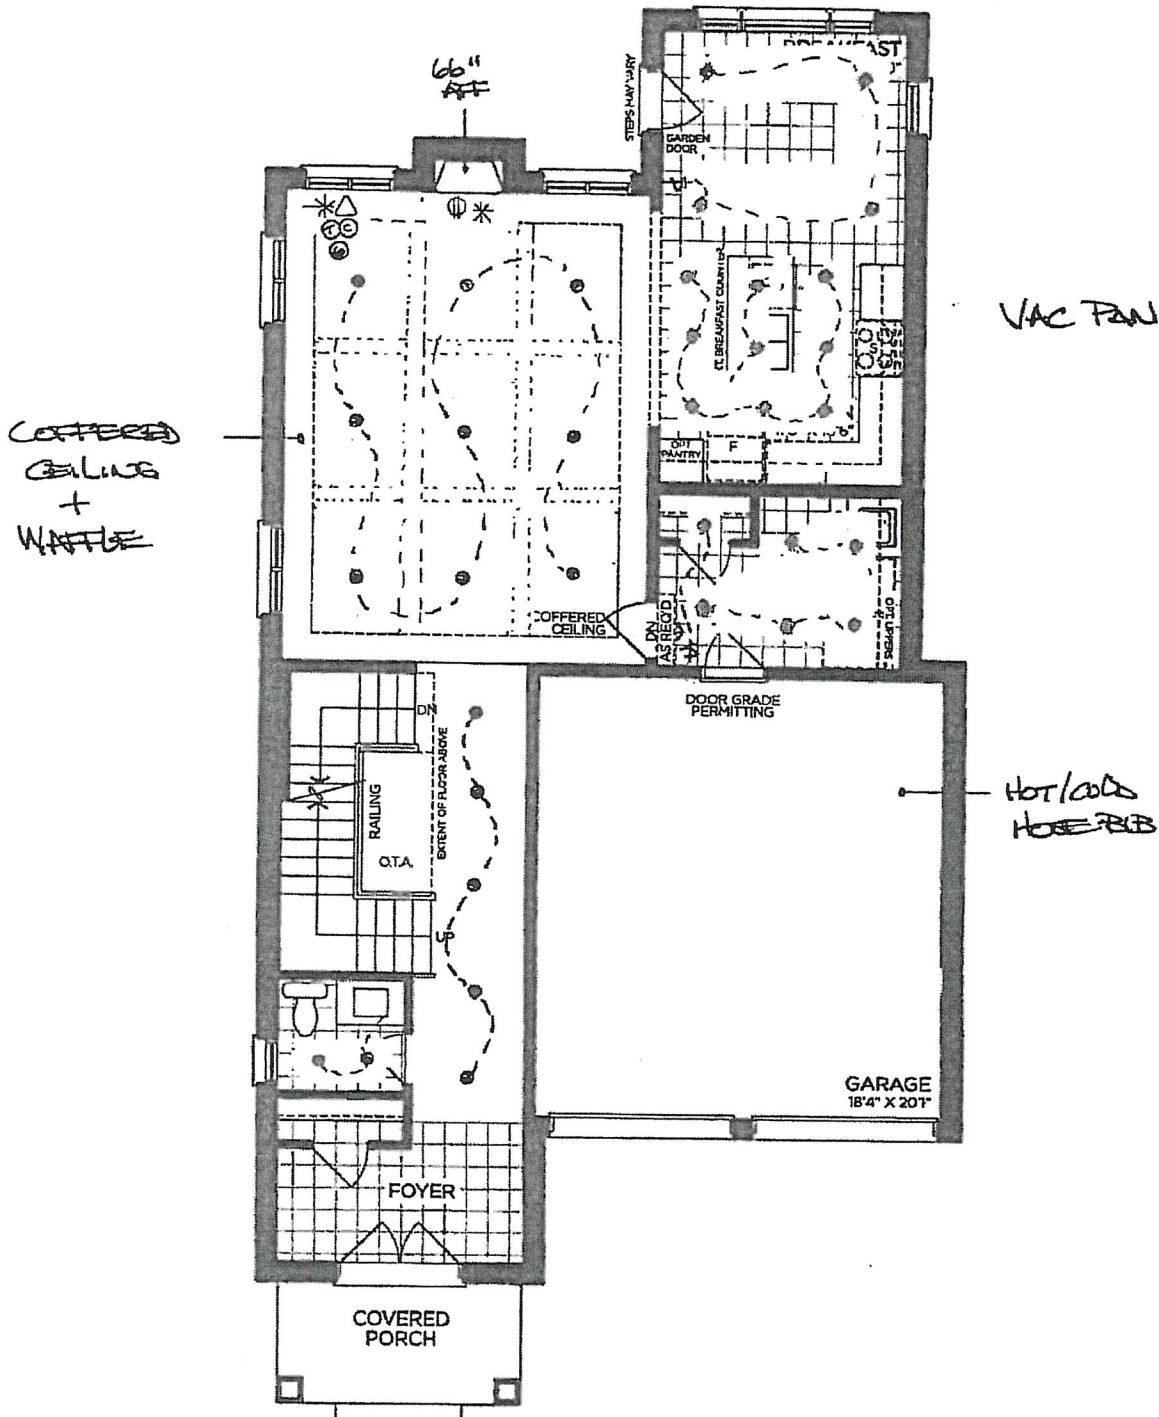 66"
AFF
BREAKFAST
STEPS MAY VARY
GARDEN
DOOR
BREAKFAST COUNTER
VAC PAN
S
COFFERED
CEILING
+
WAFFLE
OPT
PANTRY
F
COFFERED
CEILING
DN
AS REQ'D
OPT. UPPERS
DOOR GRADE
PERMITTING
DN
EXTENT OF FLOOR ABOVE
RAILING
O.T.A.
UP
HOT/COLD
HOSE BIB
GARAGE
18'4" X 20'1"
FOYER
COVERED
PORCH